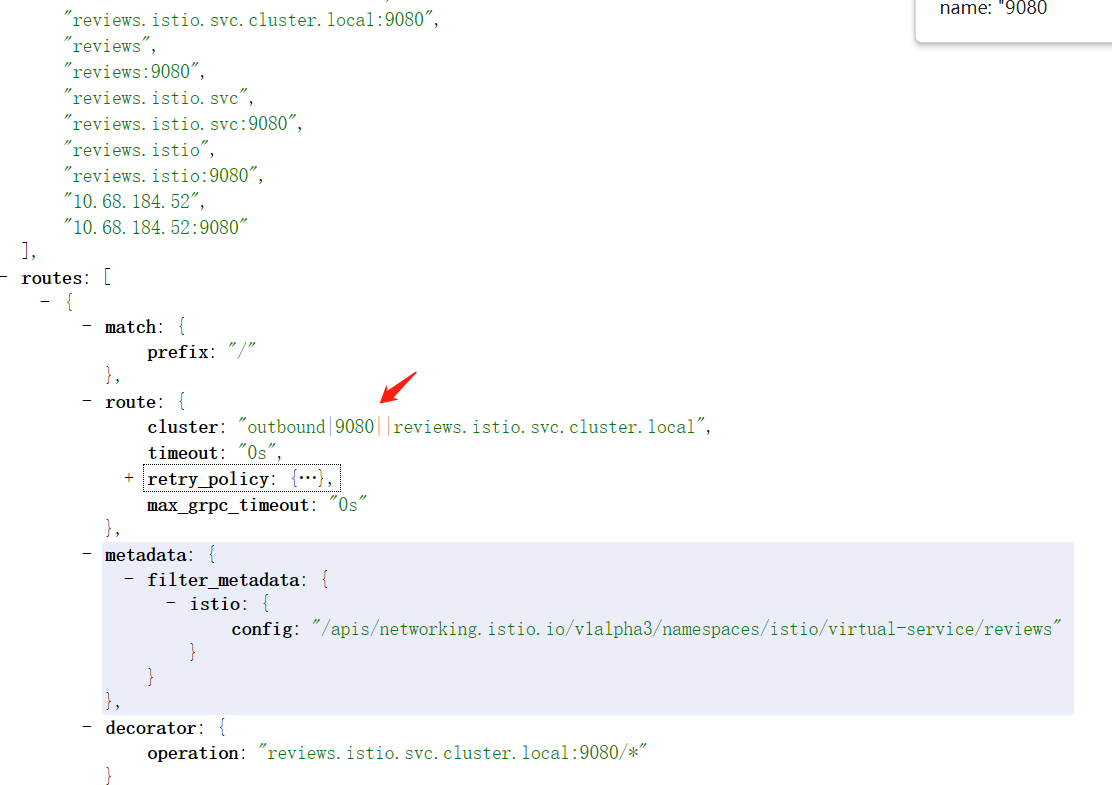 name: "9080
"reviews.istio.svc.cluster.local:9080",
"reviews",
"reviews:9080",
"reviews.istio.svc",
"reviews.istio.svc:9080",
"reviews.istio",
"reviews.istio:9080",
"10.68.184.52",
"10.68.184.52:9080"
],
- routes: [
- {
- match: {
prefix: "/"
},
- route: {
cluster: "outbound|9080||reviews.istio.svc.cluster.local",
timeout: "0s",
+ retry_policy: {…},
max_grpc_timeout: "0s"
},
- metadata: {
- filter_metadata: {
- istio: {
config: "/apis/networking.istio.io/v1alpha3/namespaces/istio/virtual-service/reviews"
}
}
},
- decorator: {
operation: "reviews.istio.svc.cluster.local:9080/*"
}